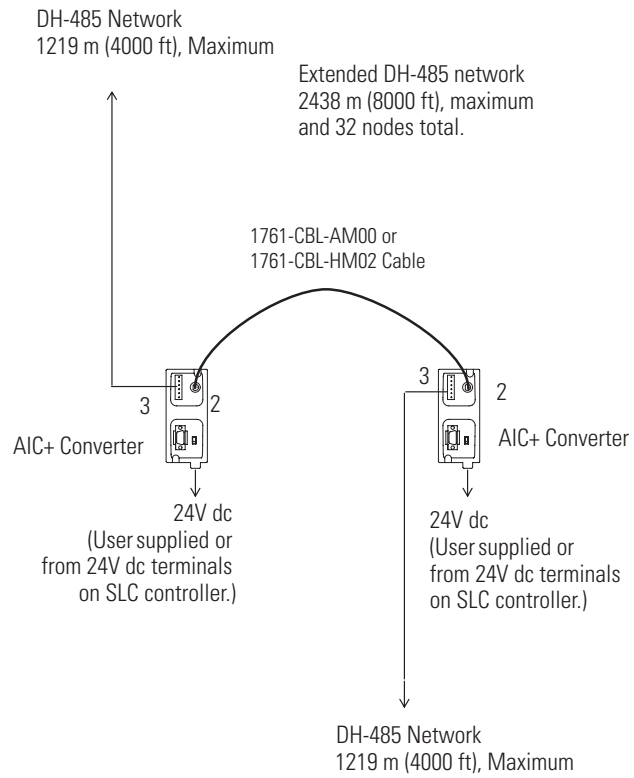 DH-485 Network
1219 m (4000 ft), Maximum
Extended DH-485 network
2438 m (8000 ft), maximum
and 32 nodes total.
1761-CBL-AM00 or
1761-CBL-HM02 Cable
3
2
3
2
AIC+ Converter
AIC+ Converter
24V dc
(User supplied or
from 24V dc terminals
on SLC controller.)
24V dc
(User supplied or
from 24V dc terminals
on SLC controller.)
DH-485 Network
1219 m (4000 ft), Maximum